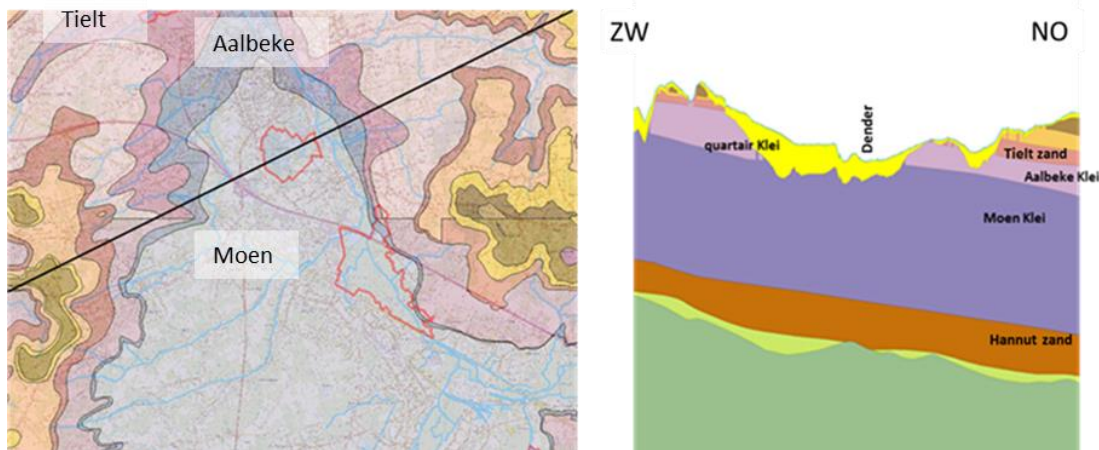 Tielt
Aalbeke
Moen
ZW
NO
Dender
quartair Klei
Tielt zand
Aalbeke Klei
Moen Klei
Hannut zand